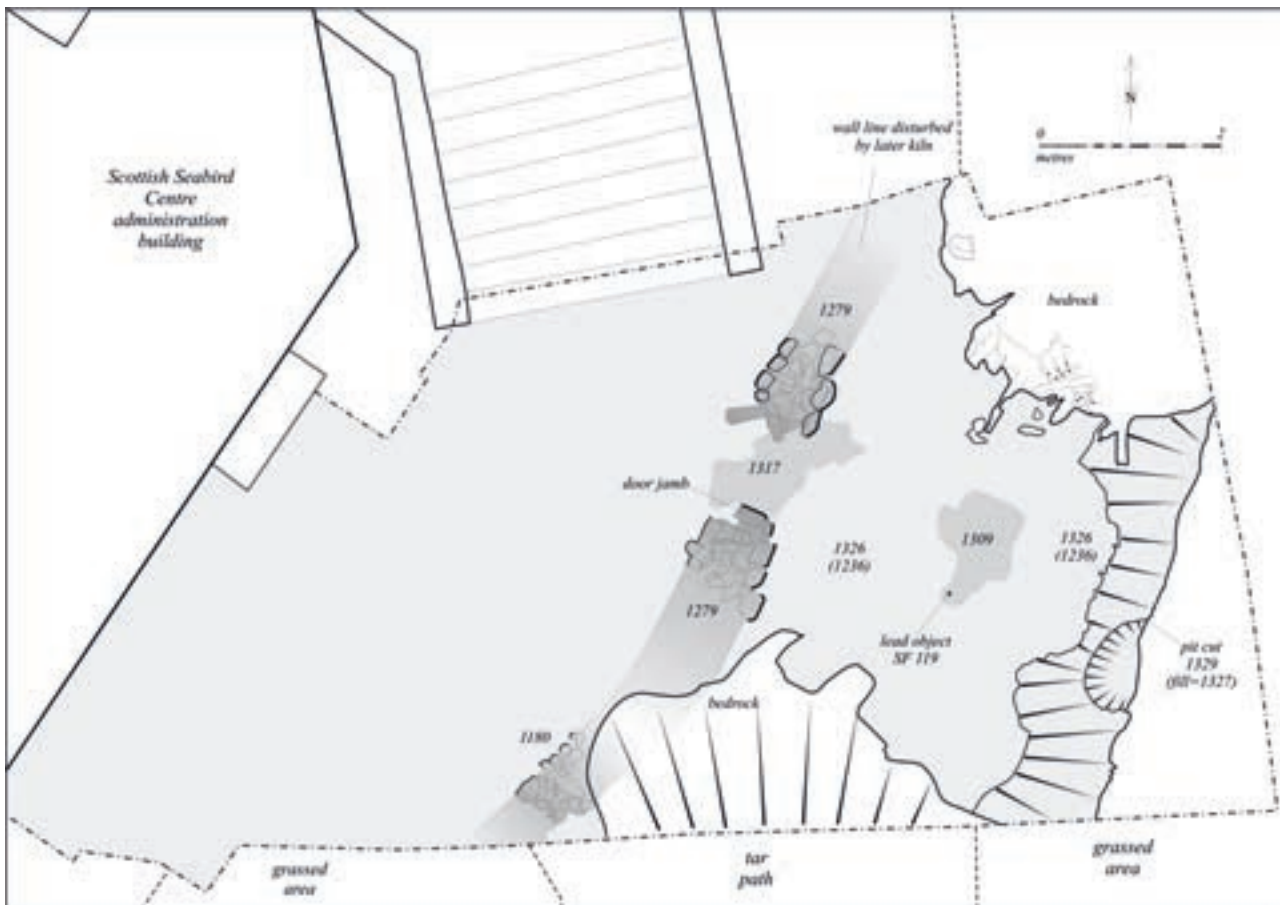 wall line disturbed
by later kiln
N
0
metres
Scottish Seabird
Centre
administration
building
1279
bedrock
1317
door jamb
1309
1326
(1236)
1326
(1236)
1279
lead object
SF 119
pit cut
1329
(fill=1327)
bedrock
1180
grassed
area
tar
path
grassed
area